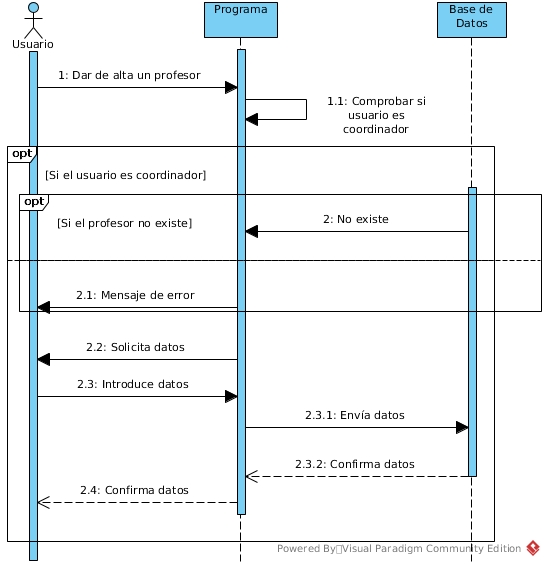 Programa
Base de
Datos
Usuario
1: Dar de alta un profesor
1.1: Comprobar si
usuario es
coordinador
opt
[Si el usuario es coordinador]
opt
[Si el profesor no existe]
2: No existe
2.1: Mensaje de error
2.2: Solicita datos
2.3: Introduce datos
2.3.1: Envía datos
2.3.2: Confirma datos
2.4: Confirma datos
Powered By Visual Paradigm Community Edition